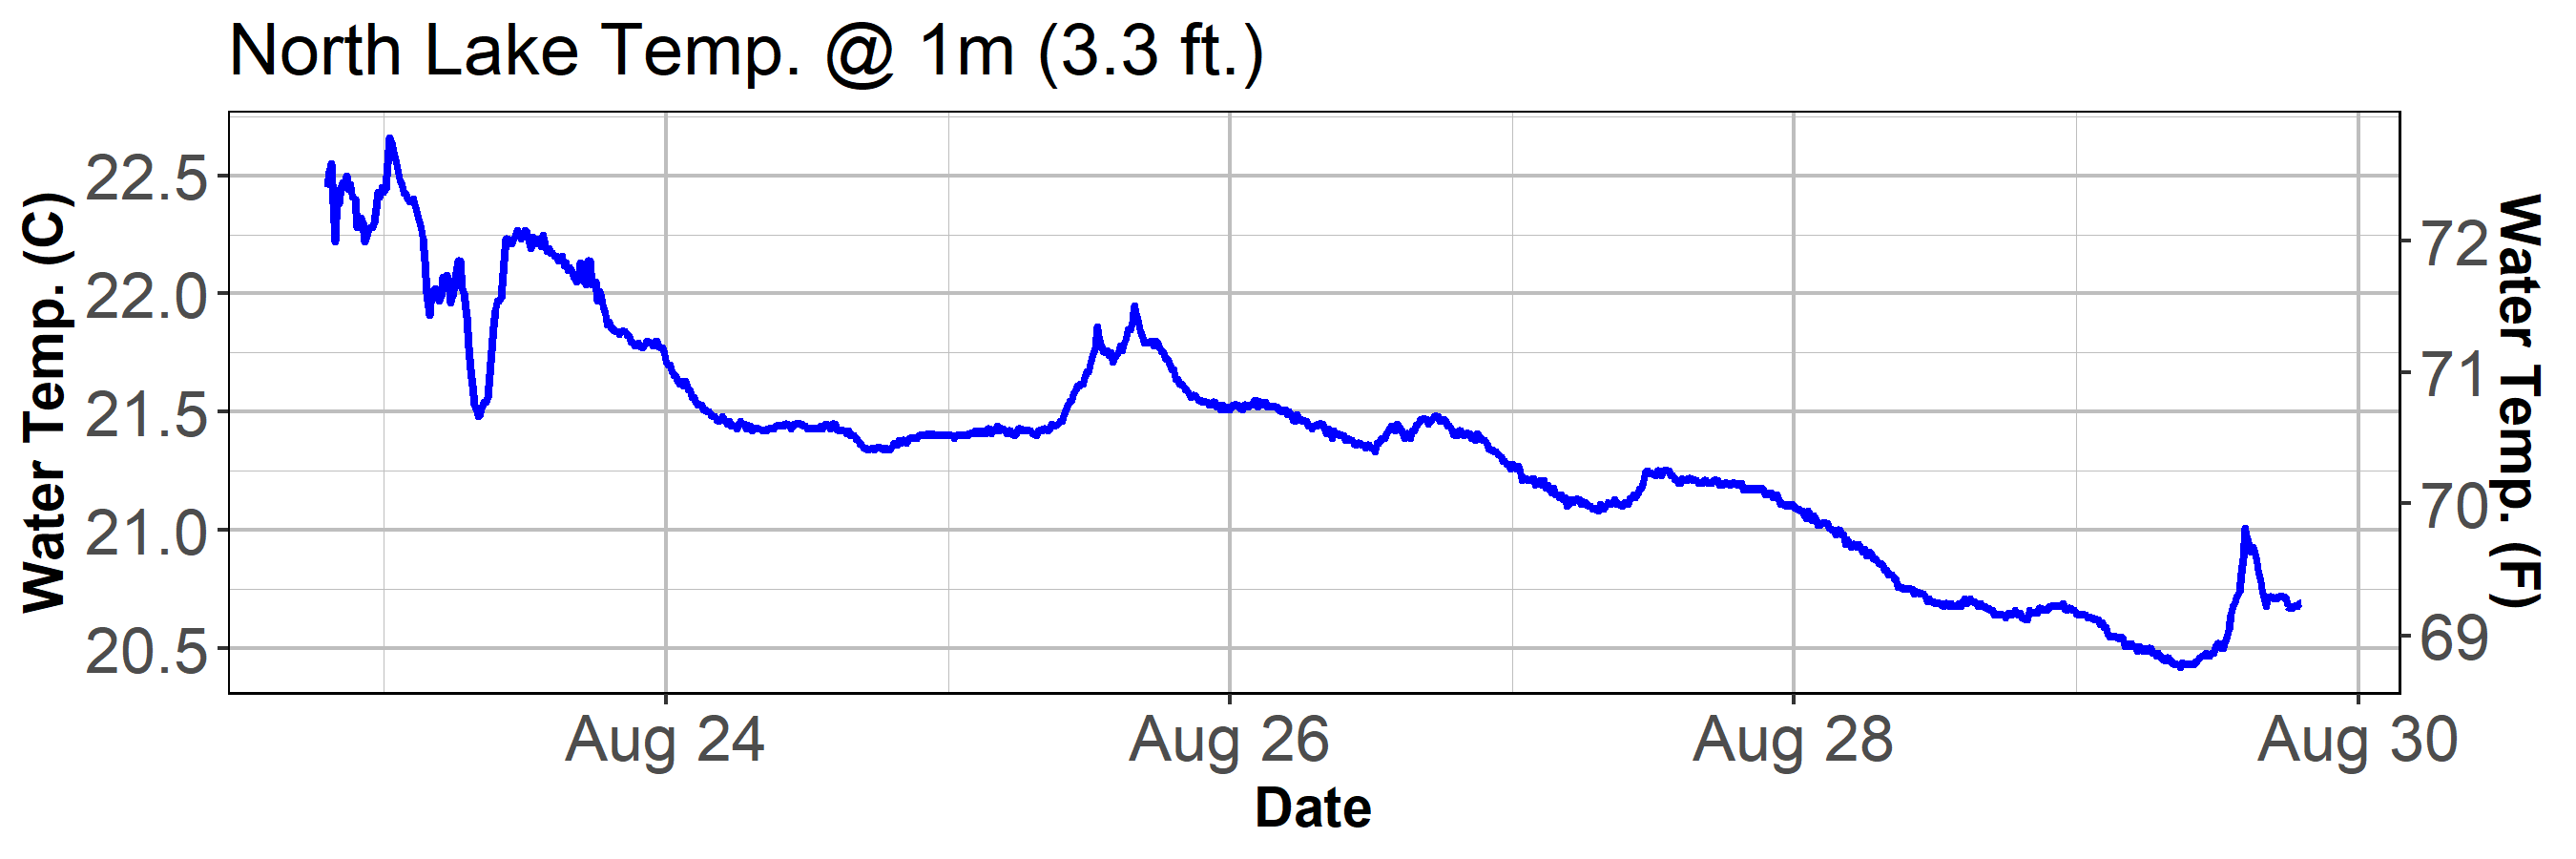 North Lake Temp. @ 1m (3.3 ft.)
Water Temp. (C)
22.5
22.0
21.5
21.0
20.5
72
71
70
69
Water Temp. (F)
Aug 24
Aug 26
Aug 28
Aug 30
Date